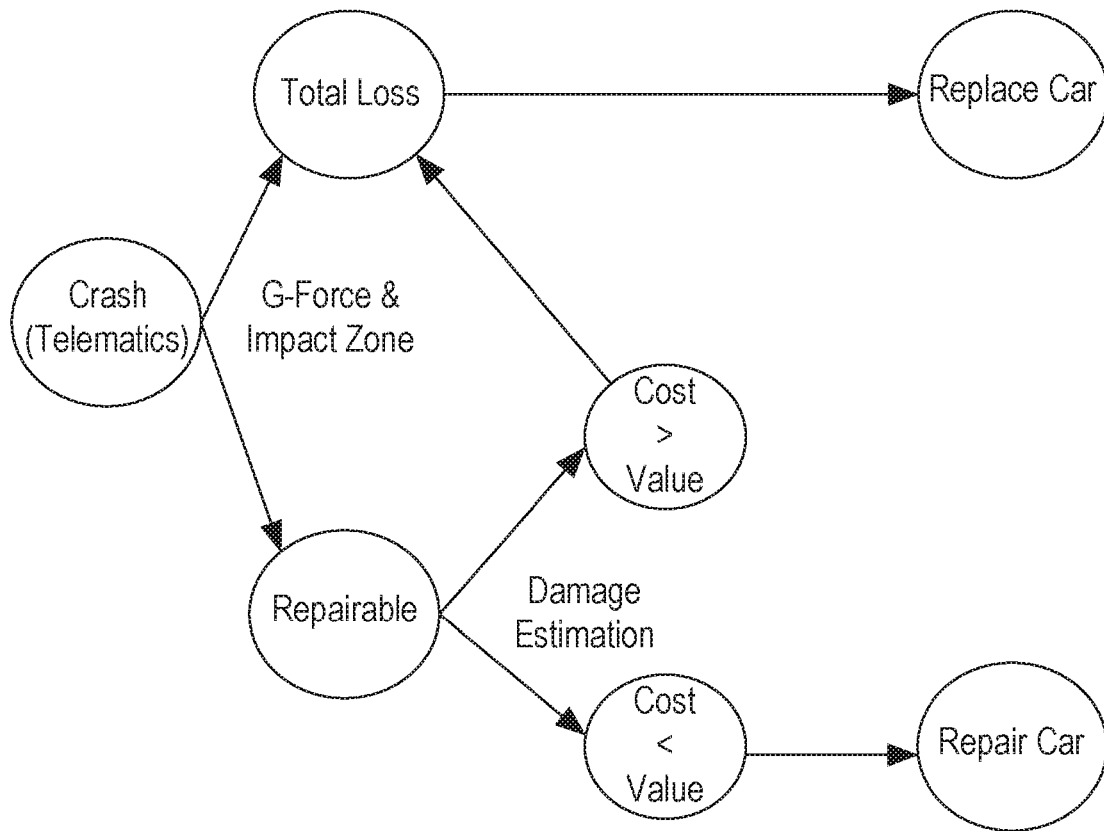 Total Loss
Replace Car
Crash
(Telematics)
G-Force &
Impact Zone
Cost
>
Value
Repairable
Damage
Estimation
Cost
<
Value
Repair Car